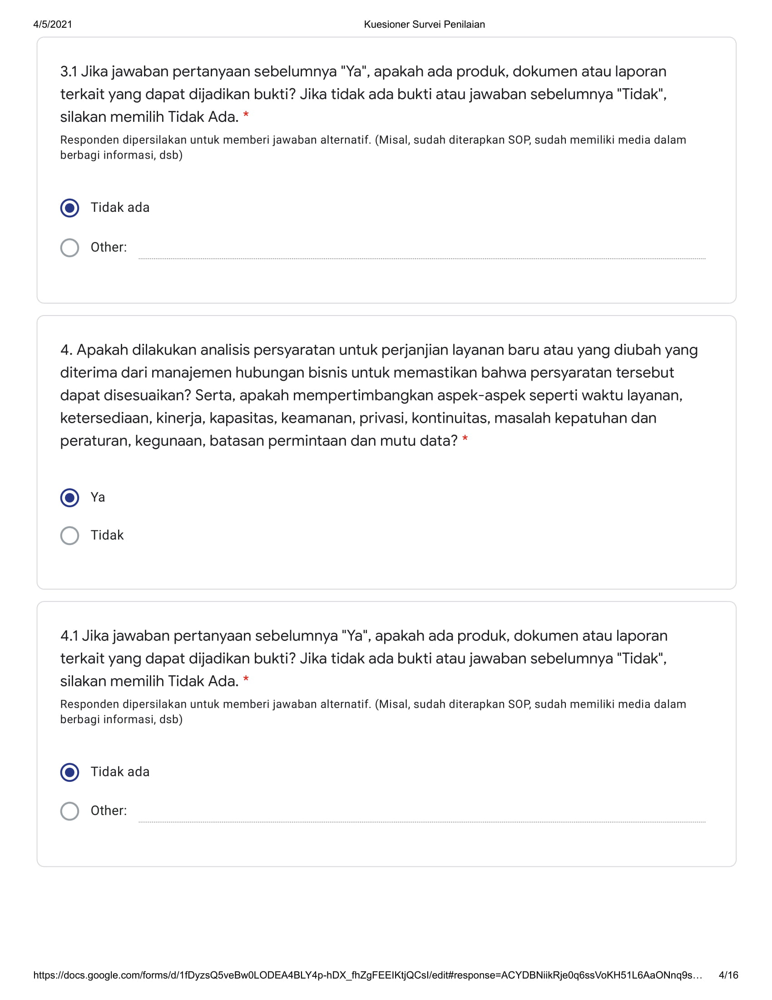 4/5/2021 Kuesioner Survei Penilaian
3.1 Jika jawaban pertanyaan sebelumnya "Ya", apakah ada produk, dokumen atau laporan
terkait yang dapat dijadikan bukti? Jika tidak ada bukti atau jawaban sebelumnya "Tidak",
silakan memilih Tidak Ada. *
Responden dipersilakan untuk memberi jawaban alternatif. (Misal, sudah diterapkan SOP, sudah memiliki media dalam
berbagi informasi, dsb)
Tidak ada
Other:
4. Apakah dilakukan analisis persyaratan untuk perjanjian layanan baru atau yang diubah yang
diterima dari manajemen hubungan bisnis untuk memastikan bahwa persyaratan tersebut
dapat disesuaikan? Serta, apakah mempertimbangkan aspek-aspek seperti waktu layanan,
ketersediaan, kinerja, kapasitas, keamanan, privasi, kontinuitas, masalah kepatuhan dan
peraturan, kegunaan, batasan permintaan dan mutu data? *
Ya
Tidak
4.1 Jika jawaban pertanyaan sebelumnya "Ya", apakah ada produk, dokumen atau laporan
terkait yang dapat dijadikan bukti? Jika tidak ada bukti atau jawaban sebelumnya "Tidak",
silakan memilih Tidak Ada. *
Responden dipersilakan untuk memberi jawaban alternatif. (Misal, sudah diterapkan SOP, sudah memiliki media dalam
berbagi informasi, dsb)
Tidak ada
Other:
https://docs.google.com/forms/d/1fDyzsQ5veBw0LODEA4BLY4p-hDX_fhZgFEEIKtjQCsI/edit#response=ACYDBNiikRje0q6ssVoKH51L6AaONnq9s… 4/16